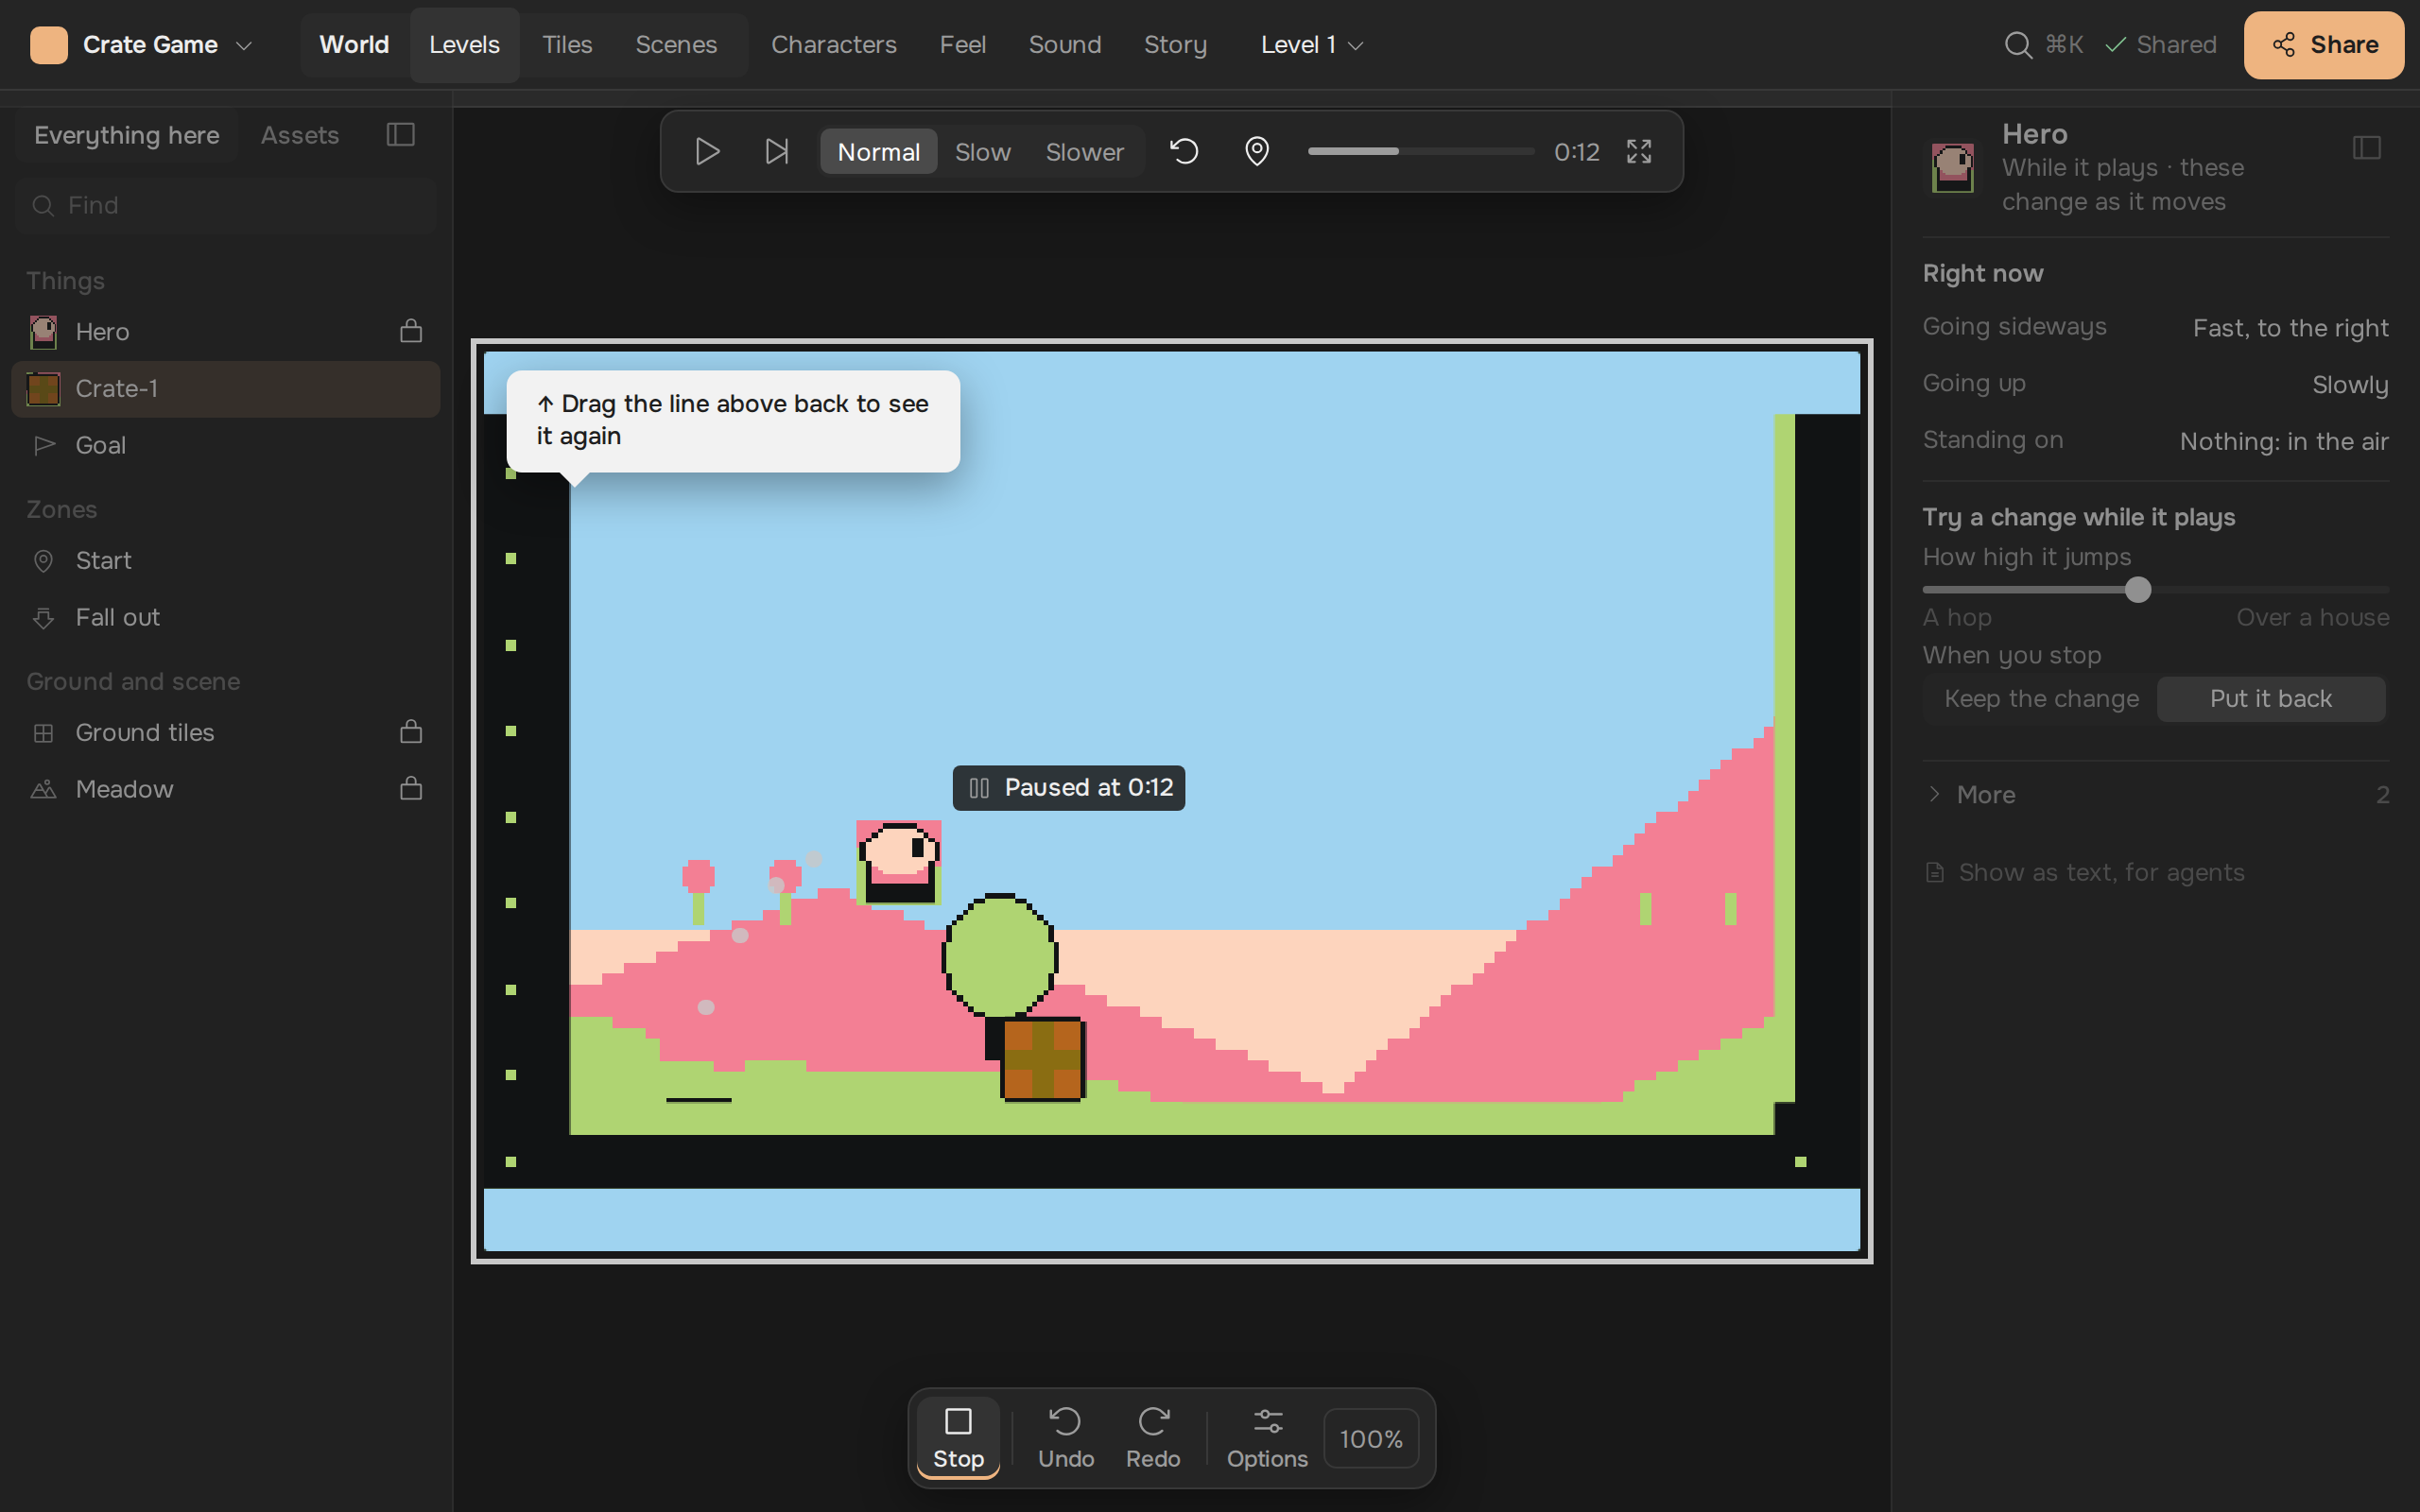 Crate Game
World
Levels
Tiles
Scenes
Characters
Feel
Sound
Story
Level 1
⌘K
Shared
Share
Everything here
Assets
Find
Things
Hero
Crate-1
Goal
Zones
Start
Fall out
Ground and scene
Ground tiles
Meadow
Normal
Slow
Slower
0:12
↑ Drag the line above back to see
it again
Paused at 0:12
Stop
Undo
Redo
Options
100%
Hero
While it plays · these
change as it moves
Right now
Going sideways
Fast, to the right
Going up
Slowly
Standing on
Nothing: in the air
Try a change while it plays
How high it jumps
A hop
Over a house
When you stop
Keep the change
Put it back
More
2
Show as text, for agents